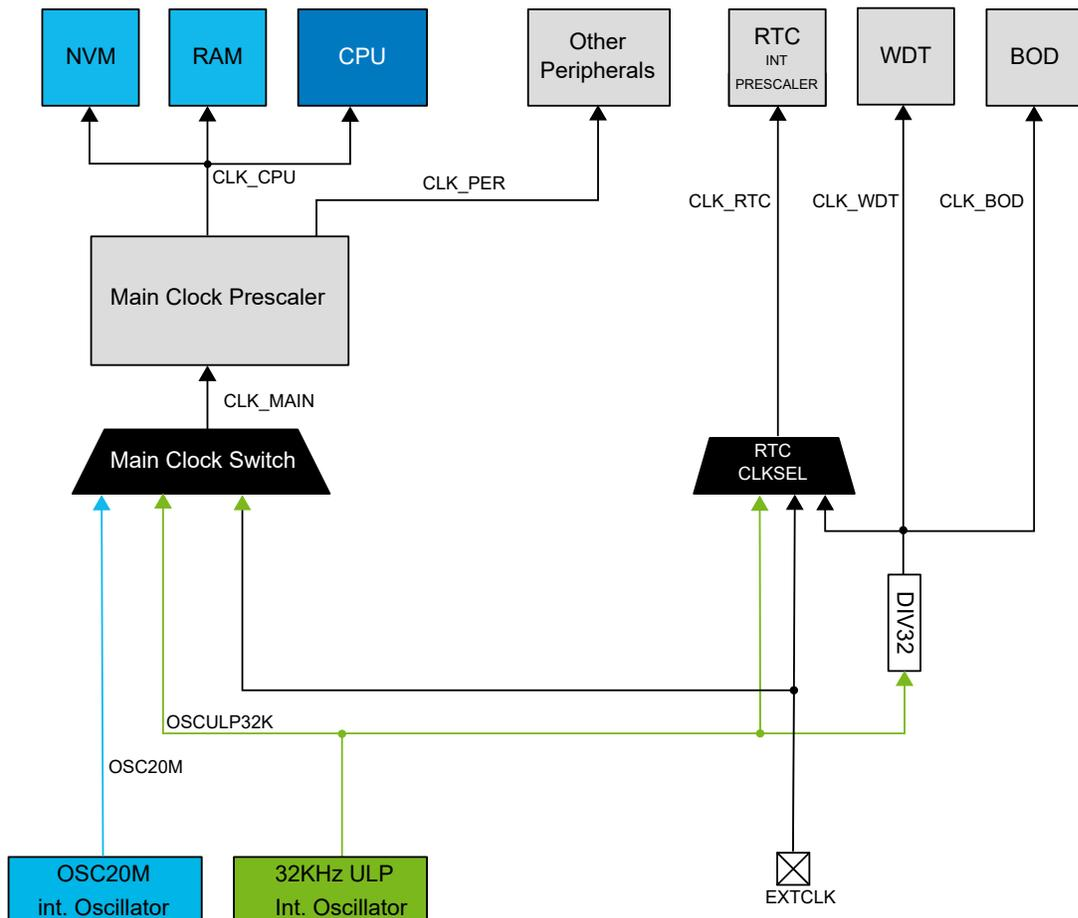 NVM
RAM
CPU
Other
Peripherals
RTC
INT
PRESCALER
WDT
BOD
CLK_CPU
CLK_PER
CLK_RTC
CLK_WDT
CLK_BOD
Main Clock Prescaler
CLK_MAIN
Main Clock Switch
RTC
CLKSEL
DIV32
OSCULP32K
OSC20M
OSC20M
int. Oscillator
32KHz ULP
Int. Oscillator
EXTCLK